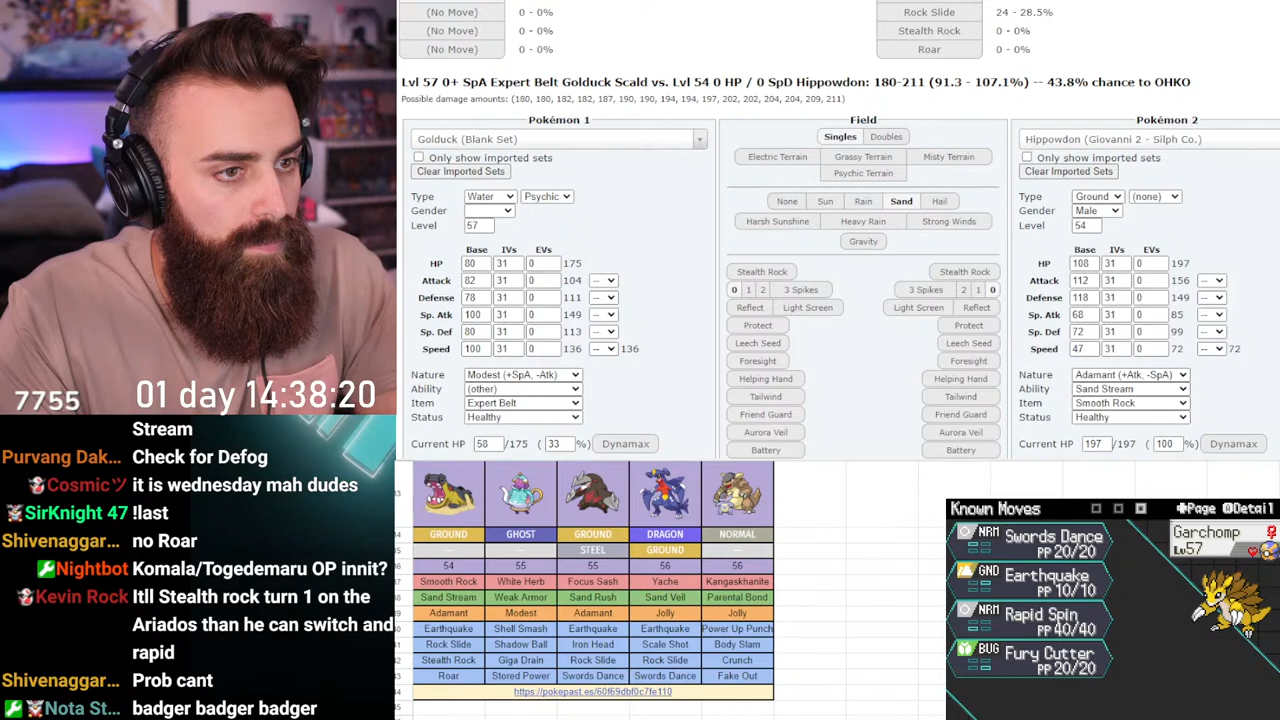 (No Move) 0 - 0% Rock Slide 24 - 28.5%
(No Move) 0 - 0% Stealth Rock 0 - 0%
(No Move) 0 - 0% Roar 0 - 0%
Lvl 57 0+ SpA Expert Belt Golduck Scald vs. Lvl 54 0 HP / 0 SpD Hippowdon: 180-211 (91.3 - 107.1%) -- 43.8% chance to OHKO
Possible damage amounts: (180, 180, 182, 182, 187, 190, 190, 194, 194, 197, 202, 202, 204, 204, 209, 211)
Pokémon 1
Golduck (Blank Set)
Only show imported sets
Clear Imported Sets
Type Water Psychic
Gender
Level 57
Base IVs EVs
HP 80 31 0 175
Attack 82 31 0 104 --
Defense 78 31 0 111 --
Sp. Atk 100 31 0 149 --
Sp. Def 80 31 0 113 --
Speed 100 31 0 136 -- 136
Nature Modest (+SpA, -Atk)
Ability (other)
Item Expert Belt
Status Healthy
Current HP 58 /175 ( 33 %) Dynamax
Field
Singles Doubles
Electric Terrain Grassy Terrain Misty Terrain
Psychic Terrain
None Sun Rain Sand Hail
Harsh Sunshine Heavy Rain Strong Winds
Gravity
Stealth Rock Stealth Rock
0 1 2 3 Spikes 3 Spikes 2 1 0
Reflect Light Screen Light Screen Reflect
Protect Protect
Leech Seed Leech Seed
Foresight Foresight
Helping Hand Helping Hand
Tailwind Tailwind
Friend Guard Friend Guard
Aurora Veil Aurora Veil
Battery Battery
Pokémon 2
Hippowdon (Giovanni 2 - Silph Co.)
Only show imported sets
Clear Imported Sets
Type Ground (none)
Gender Male
Level 54
Base IVs EVs
HP 108 31 0 197
Attack 112 31 0 156 --
Defense 118 31 0 149 --
Sp. Atk 68 31 0 85 --
Sp. Def 72 31 0 99 --
Speed 47 31 0 72 -- 72
Nature Adamant (+Atk, -SpA)
Ability Sand Stream
Item Smooth Rock
Status Healthy
Current HP 197 /197 ( 100 %) Dynamax
7755 01 day 14:38:20
Stream
Purvang Dak... Check for Defog
Cosmicツ it is wednesday mah dudes
SirKnight 47 !last
Shivenaggar... no Roar
Nightbot Komala/Togedenaru OP innit?
Kevin Rock Itll Stealth rock turn 1 on the
Ariados than he can switch and
rapid
Shivenaggar... Prob cant
Nota St... badger badger badger
GROUND GHOST GROUND DRAGON NORMAL
— — STEEL GROUND —
54 55 55 56 56
Smooth Rock White Herb Focus Sash Yache Kangaskhanite
Sand Stream Weak Armor Sand Rush Sand Veil Parental Bond
Adamant Modest Adamant Jolly Jolly
Earthquake Shell Smash Earthquake Earthquake Power Up Punch
Rock Slide Shadow Ball Iron Head Scale Shot Body Slam
Stealth Rock Giga Drain Rock Slide Rock Slide Crunch
Roar Stored Power Swords Dance Swords Dance Fake Out
https://pokepast.es/60f69dbf0c7fe110
Known Moves Page Detail
NRM Swords Dance
PP 20/20
GND Earthquake
PP 10/10
NRM Rapid Spin
PP 40/40
BUG Fury Cutter
PP 20/20
Garchomp
Lv57